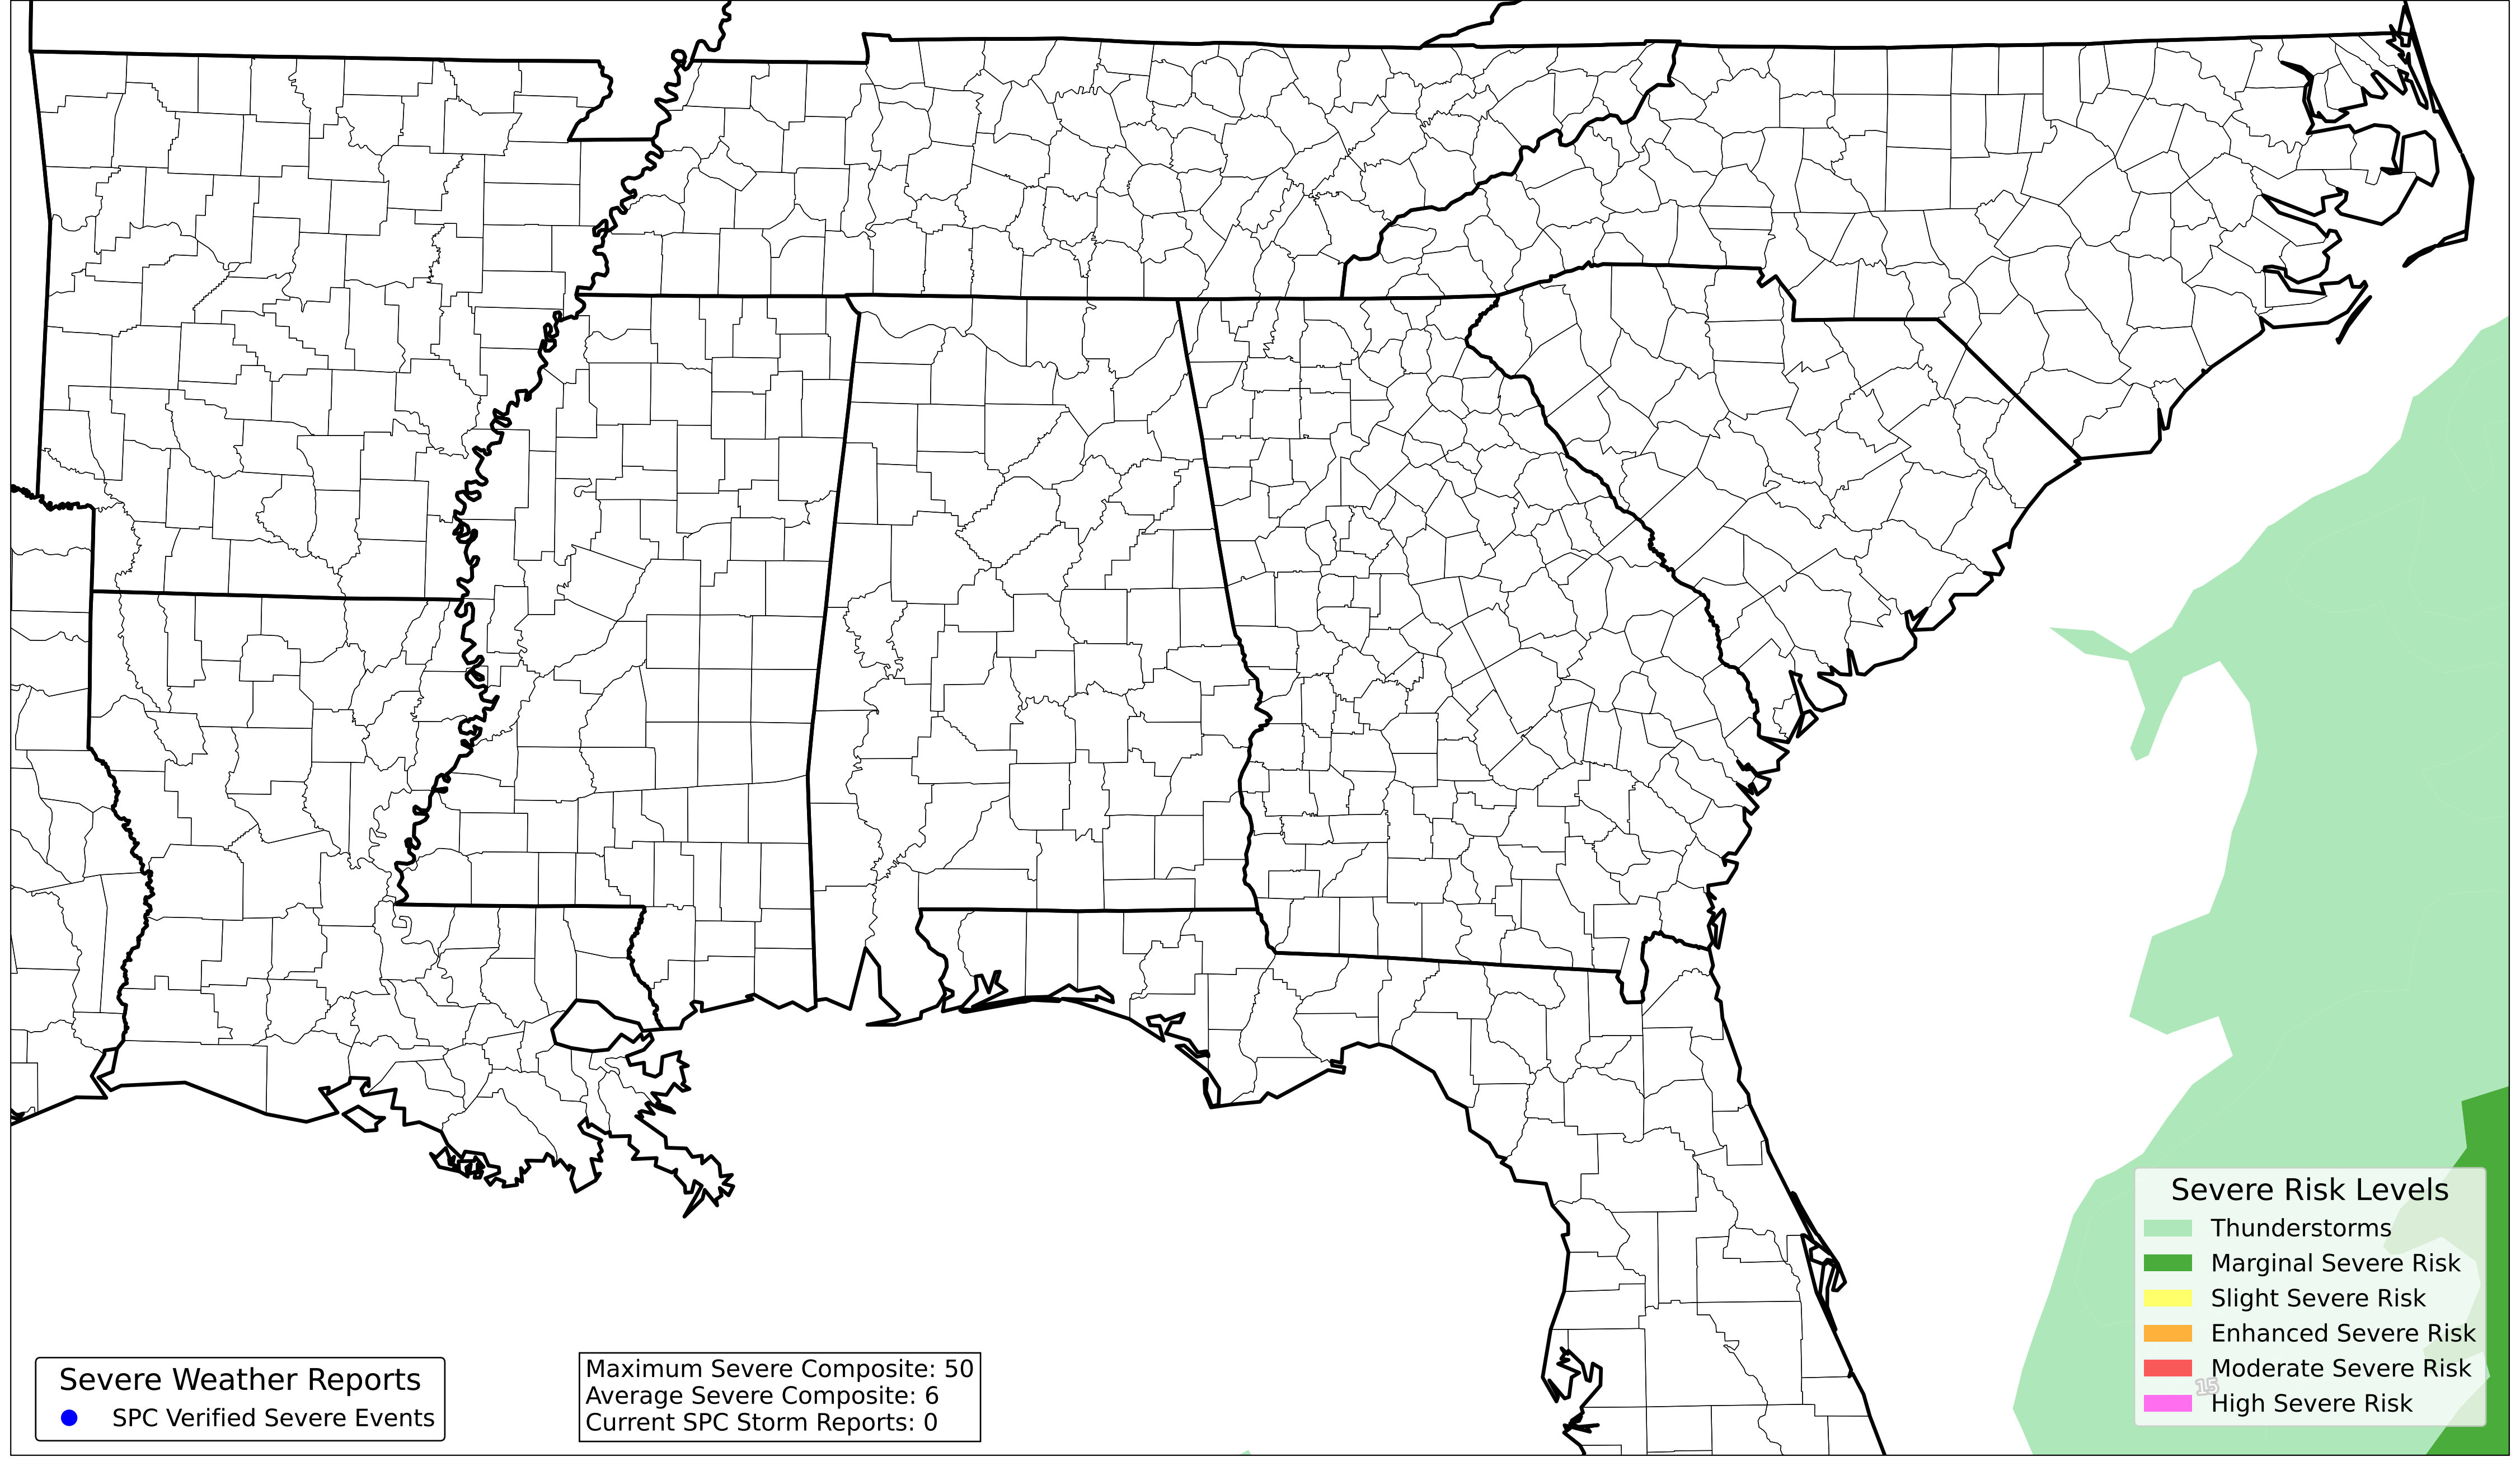 Severe Weather Reports
SPC Verified Severe Events
Maximum Severe Composite: 50
Average Severe Composite: 6
Current SPC Storm Reports: 0
Severe Risk Levels
Thunderstorms
Marginal Severe Risk
Slight Severe Risk
Enhanced Severe Risk
Moderate Severe Risk
15
High Severe Risk